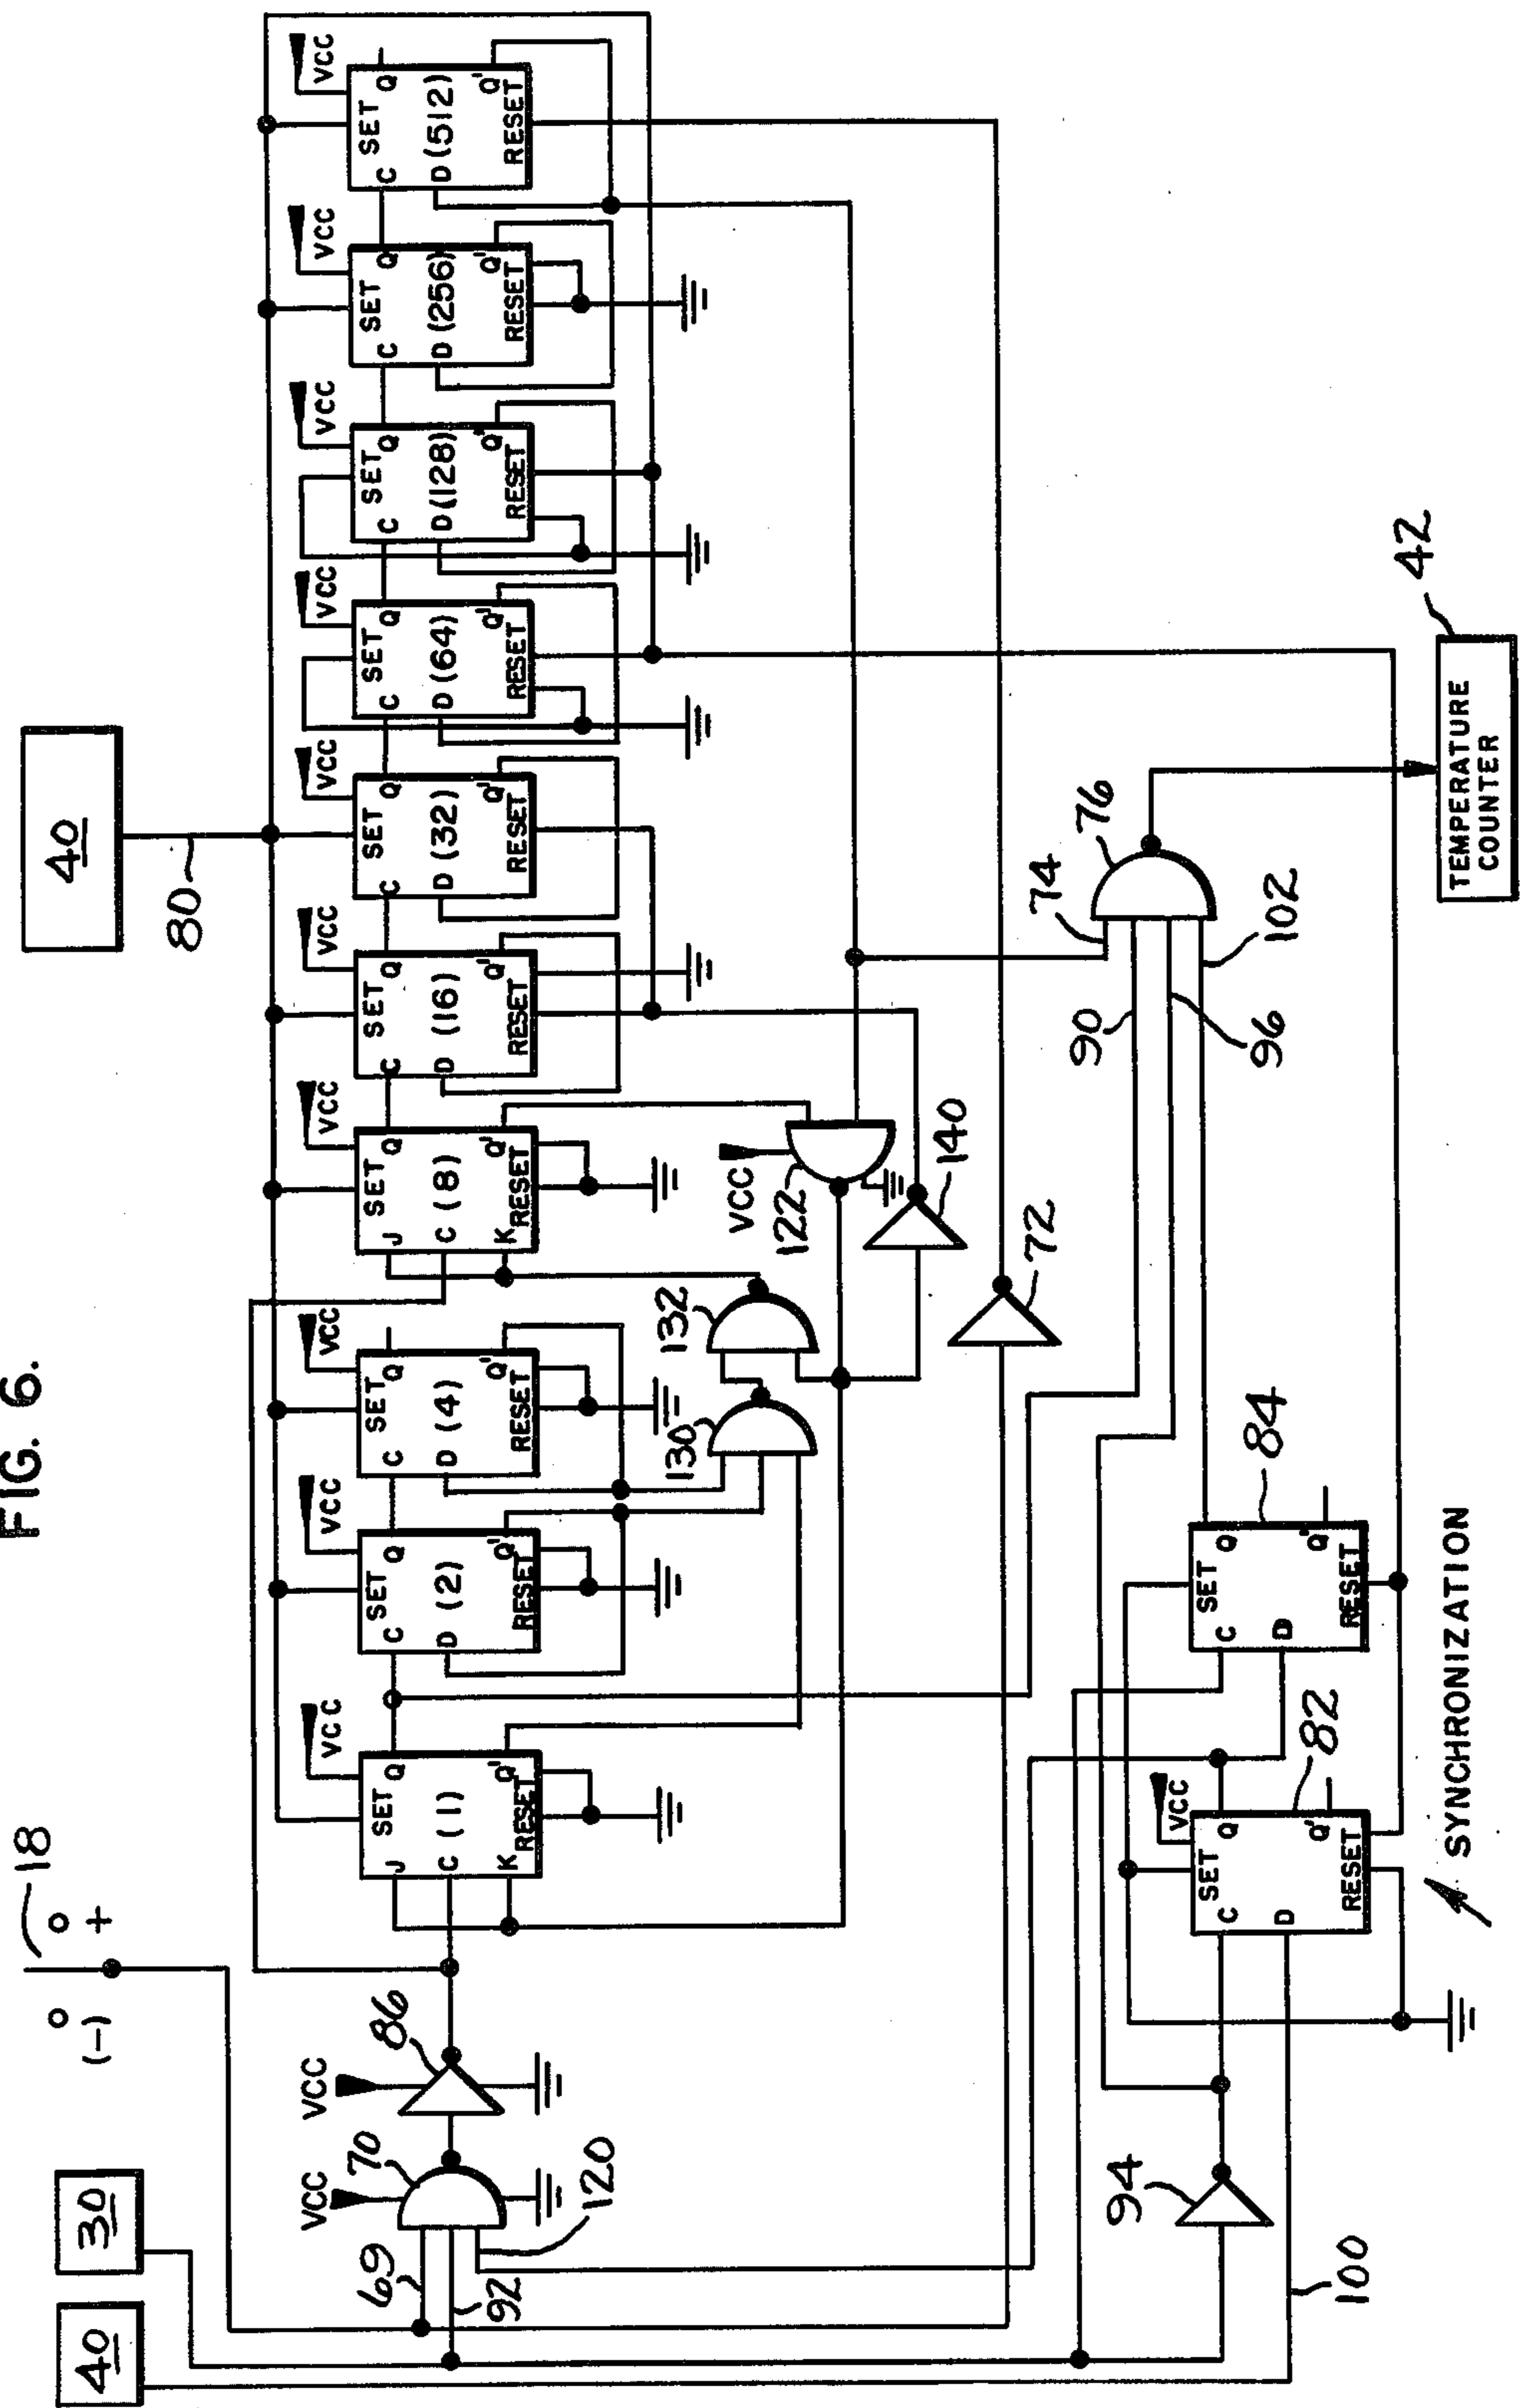 FIG. 6.
40
30
18
(-)
+
40
80
VCC
VCC
VCC
VCC
VCC
VCC
VCC
VCC
VCC
VCC
SET
J
Q
C (1)
K
Q'
RESET
SET
C
Q
D (2)
Q'
RESET
SET
C
Q
D (4)
Q'
RESET
SET
J
Q
C (8)
K
Q'
RESET
SET
C
Q
D (16)
Q'
RESET
SET
C
Q
D (32)
Q'
RESET
SET
C
Q
D (64)
Q'
RESET
SET
C
Q
D (128)
Q'
RESET
SET
C
Q
D (256)
Q'
RESET
SET
C
Q
D (512)
Q'
RESET
69
92
VCC
70
120
VCC
86
130
132
VCC
122
140
72
74
90
96
102
76
94
100
VCC
SET
C
Q
D
Q'
RESET
82
SET
C
Q
D
Q'
RESET
84
SYNCHRONIZATION
42
TEMPERATURE
COUNTER